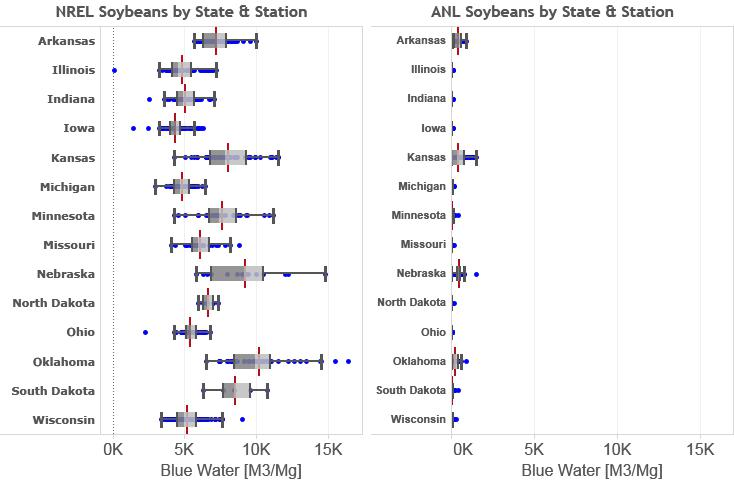 NREL Soybeans by State & Station
Arkansas
Illinois
Indiana
Iowa
Kansas
Michigan
Minnesota
Missouri
Nebraska
North Dakota
Ohio
Oklahoma
South Dakota
Wisconsin
0K 5K 10K 15K
Blue Water [M3/Mg]
ANL Soybeans by State & Station
Arkansas
Illinois
Indiana
Iowa
Kansas
Michigan
Minnesota
Missouri
Nebraska
North Dakota
Ohio
Oklahoma
South Dakota
Wisconsin
0K 5K 10K 15K
Blue Water [M3/Mg]